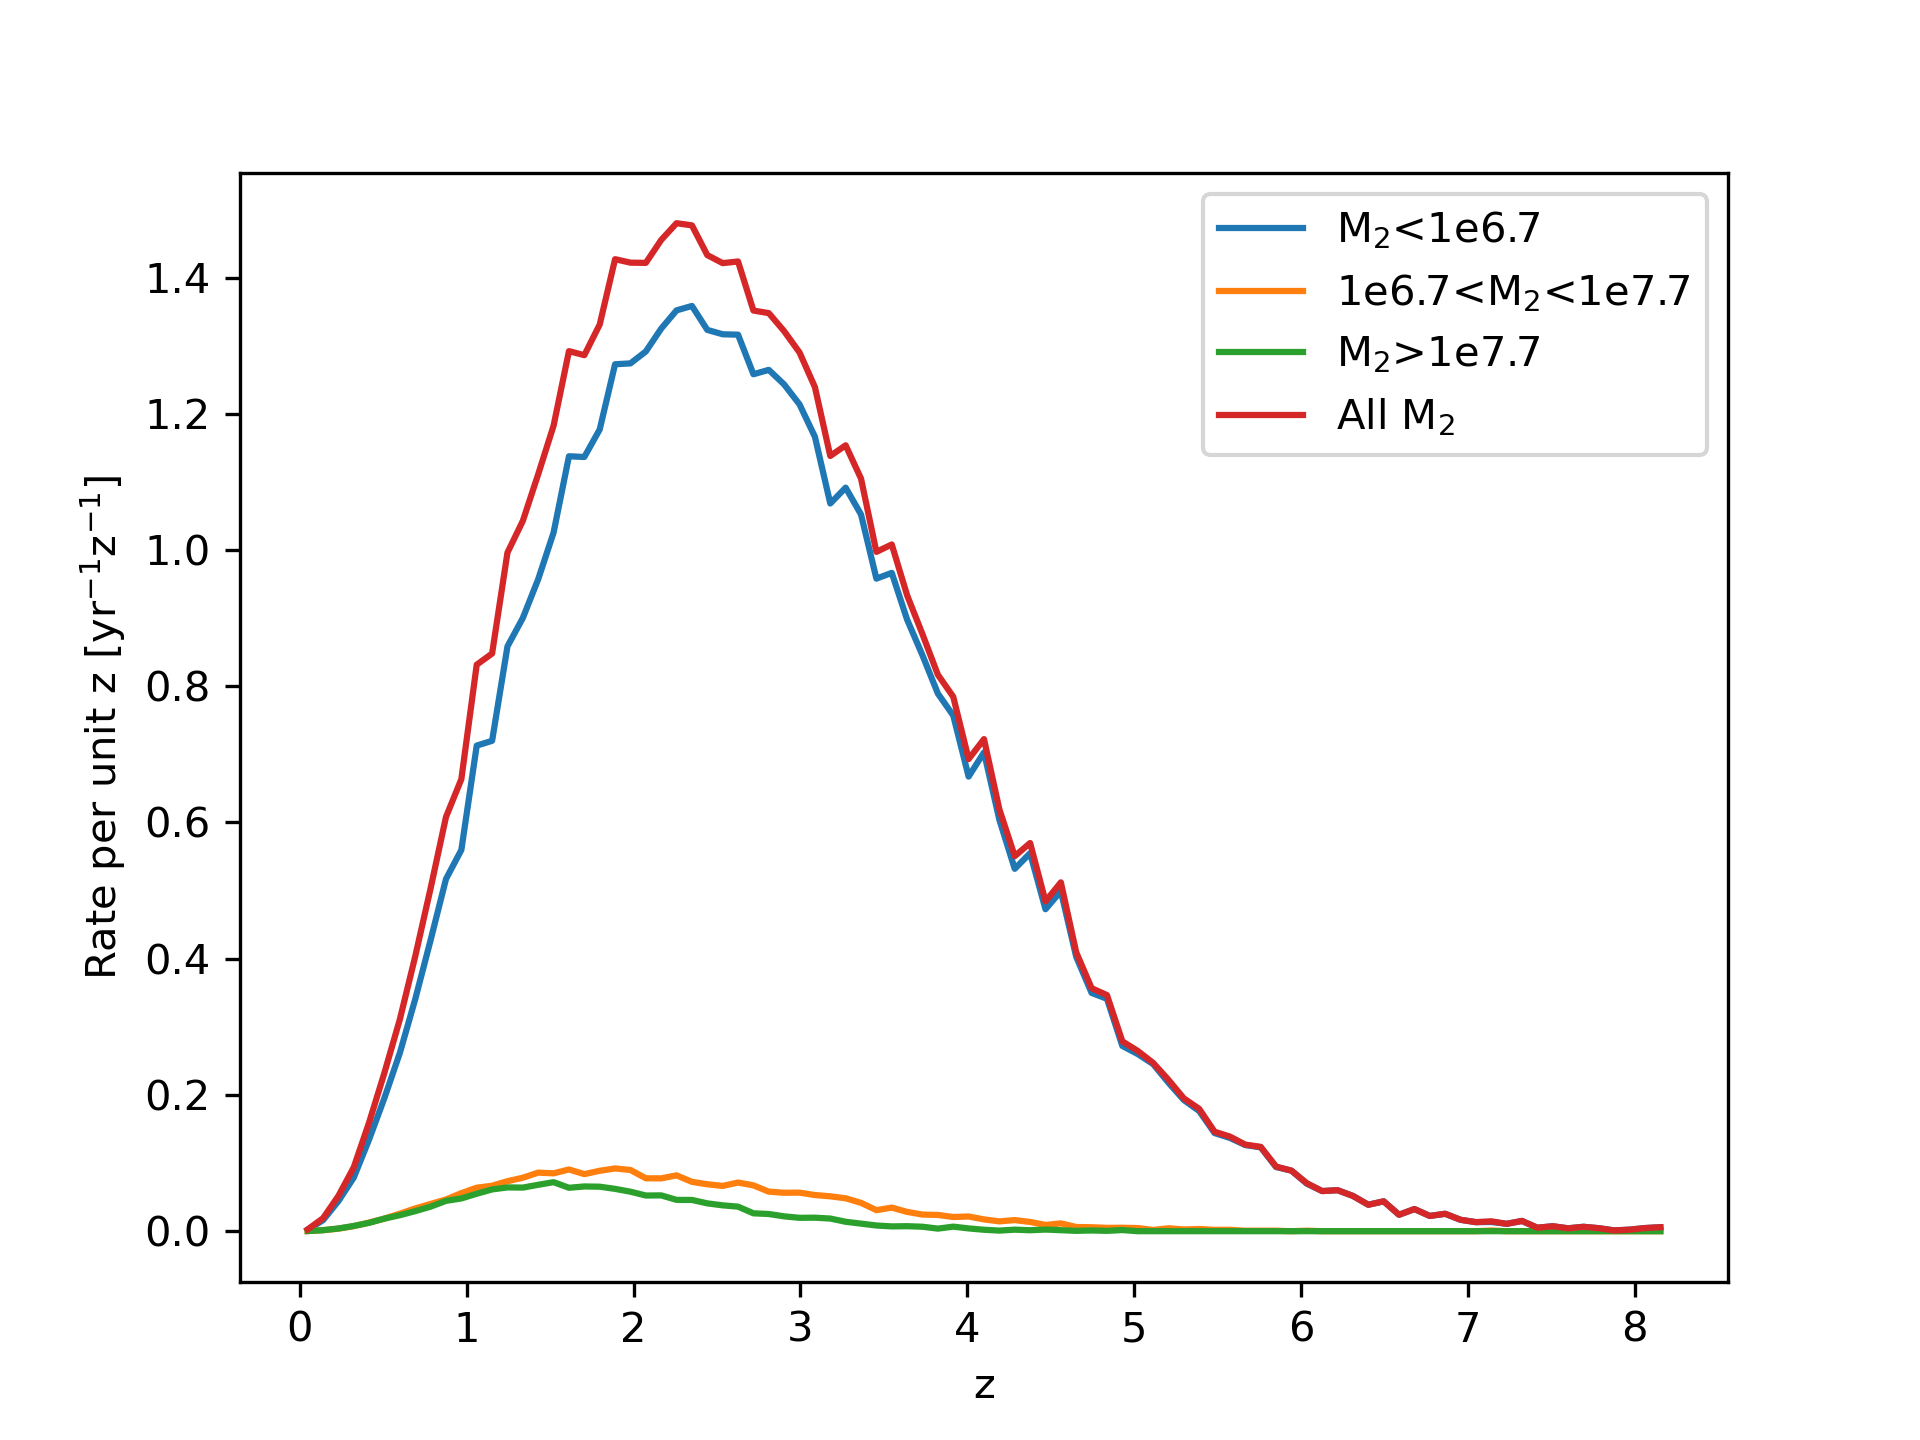 M₂<1e6.7
1e6.7<M₂<1e7.7
M₂>1e7.7
All M₂
Rate per unit z [yr⁻¹z⁻¹]
1.4
1.2
1.0
0.8
0.6
0.4
0.2
0.0
0 1 2 3 4 5 6 7 8
z